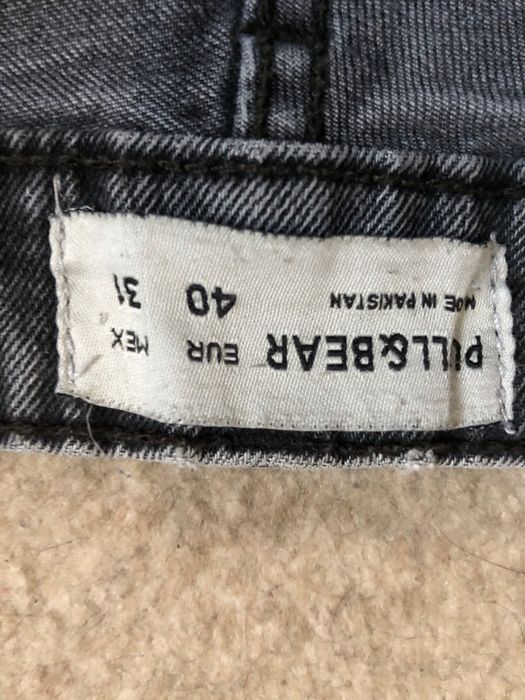 PULL&BEAR EUR MEX
MADE IN PAKISTAN 40 31